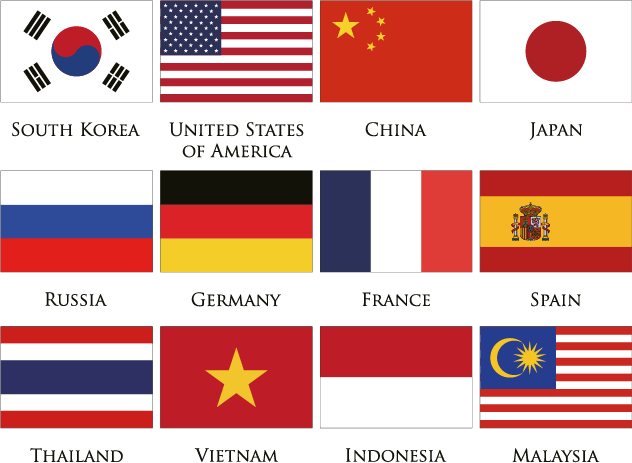 South Korea
United States
of America
China
Japan
Russia
Germany
France
Spain
Thailand
Vietnam
Indonesia
Malaysia